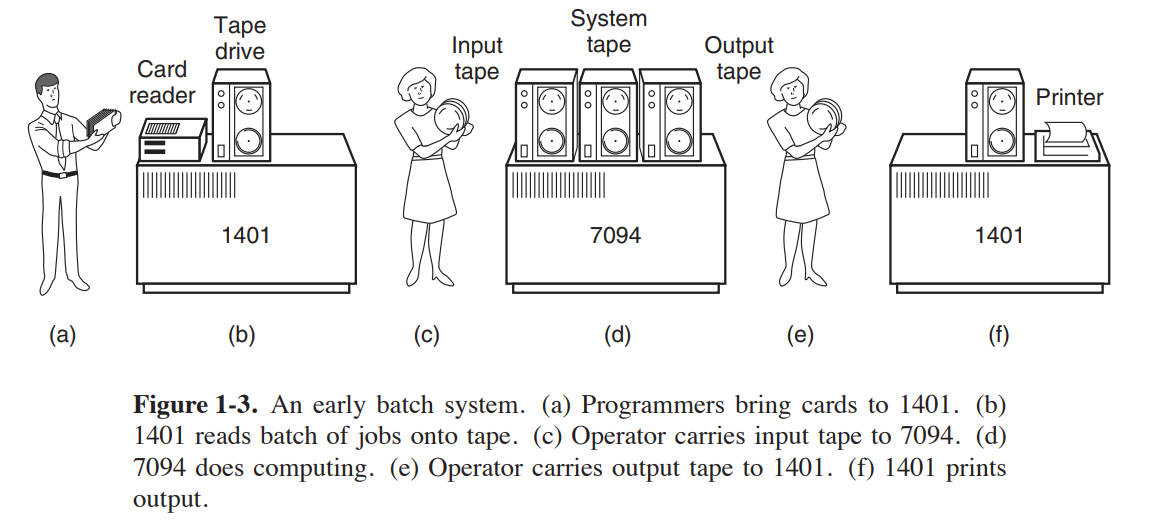 Tape
drive
Card
reader
1401
Input
tape
System
tape
7094
Output
tape
Printer
1401
(a) (b) (c) (d) (e) (f)
Figure 1-3. An early batch system. (a) Programmers bring cards to 1401. (b)
1401 reads batch of jobs onto tape. (c) Operator carries input tape to 7094. (d)
7094 does computing. (e) Operator carries output tape to 1401. (f) 1401 prints
output.